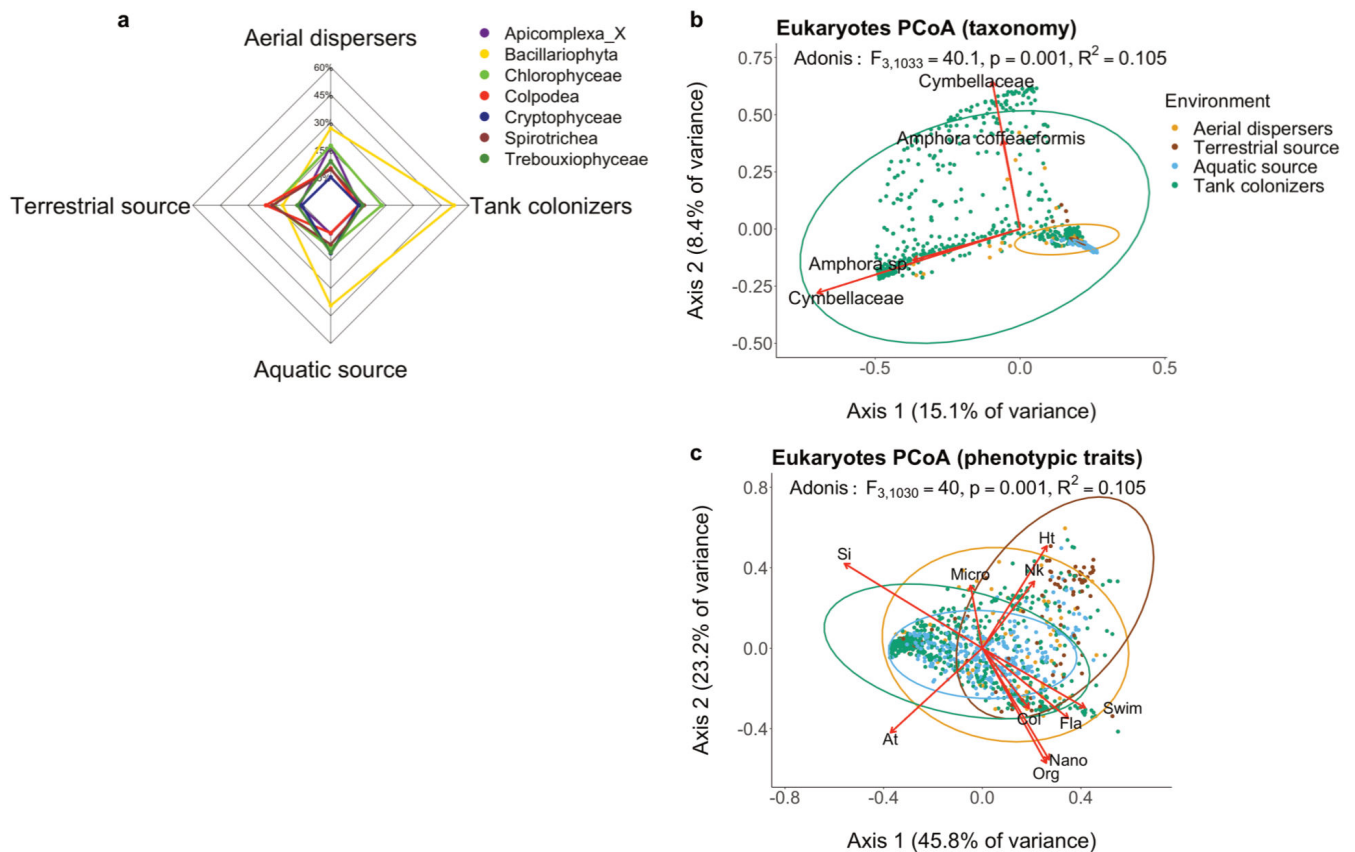 a
Aerial dispersers
60%
45%
30%
15%
Terrestrial source
Tank colonizers
Aquatic source
Apicomplexa_X
Bacillariophyta
Chlorophyceae
Colpodea
Cryptophyceae
Spirotrichea
Trebouxiophyceae
b
Eukaryotes PCoA (taxonomy)
Adonis : F3,1033 = 40.1, p = 0.001, R2 = 0.105
Cymbellaceae
Amphora coffeaeformis
Amphora sp.
Cymbellaceae
0.75
0.50
0.25
0.00
-0.25
-0.50
Axis 2 (8.4% of variance)
-0.5
0.0
0.5
Axis 1 (15.1% of variance)
Environment
Aerial dispersers
Terrestrial source
Aquatic source
Tank colonizers
c
Eukaryotes PCoA (phenotypic traits)
Adonis : F3,1030 = 40, p = 0.001, R2 = 0.105
Si
Micro
Ht
Nk
At
Col
Fla
Swim
Nano
Org
0.8
0.4
0.0
-0.4
Axis 2 (23.2% of variance)
-0.8
-0.4
0.0
0.4
Axis 1 (45.8% of variance)